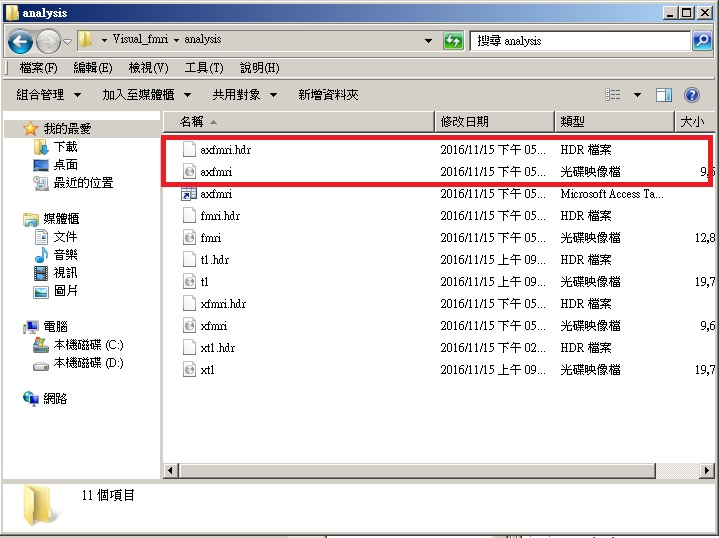 analysis
Visual_fmri analysis
搜尋 analysis
檔案(F) 編輯(E) 檢視(V) 工具(T) 說明(H)
組合管理 加入至媒體櫃 共用對象 新增資料夾
我的最愛
下載
桌面
最近的位置
媒體櫃
文件
音樂
視訊
圖片
電腦
本機磁碟 (C:)
本機磁碟 (D:)
網路
名稱 修改日期 類型 大小
axfmri.hdr 2016/11/15 下午 05... HDR 檔案
axfmri 2016/11/15 下午 05... 光碟映像檔 9,6
axfmri 2016/11/15 下午 05... Microsoft Access Ta...
fmri.hdr 2016/11/15 下午 05... HDR 檔案
fmri 2016/11/15 下午 05... 光碟映像檔 12,8
t1.hdr 2016/11/15 上午 09... HDR 檔案
t1 2016/11/15 上午 09... 光碟映像檔 19,7
xfmri.hdr 2016/11/15 下午 05... HDR 檔案
xfmri 2016/11/15 下午 05... 光碟映像檔 9,6
xt1.hdr 2016/11/15 下午 02... HDR 檔案
xt1 2016/11/15 上午 09... 光碟映像檔 19,7
11 個項目